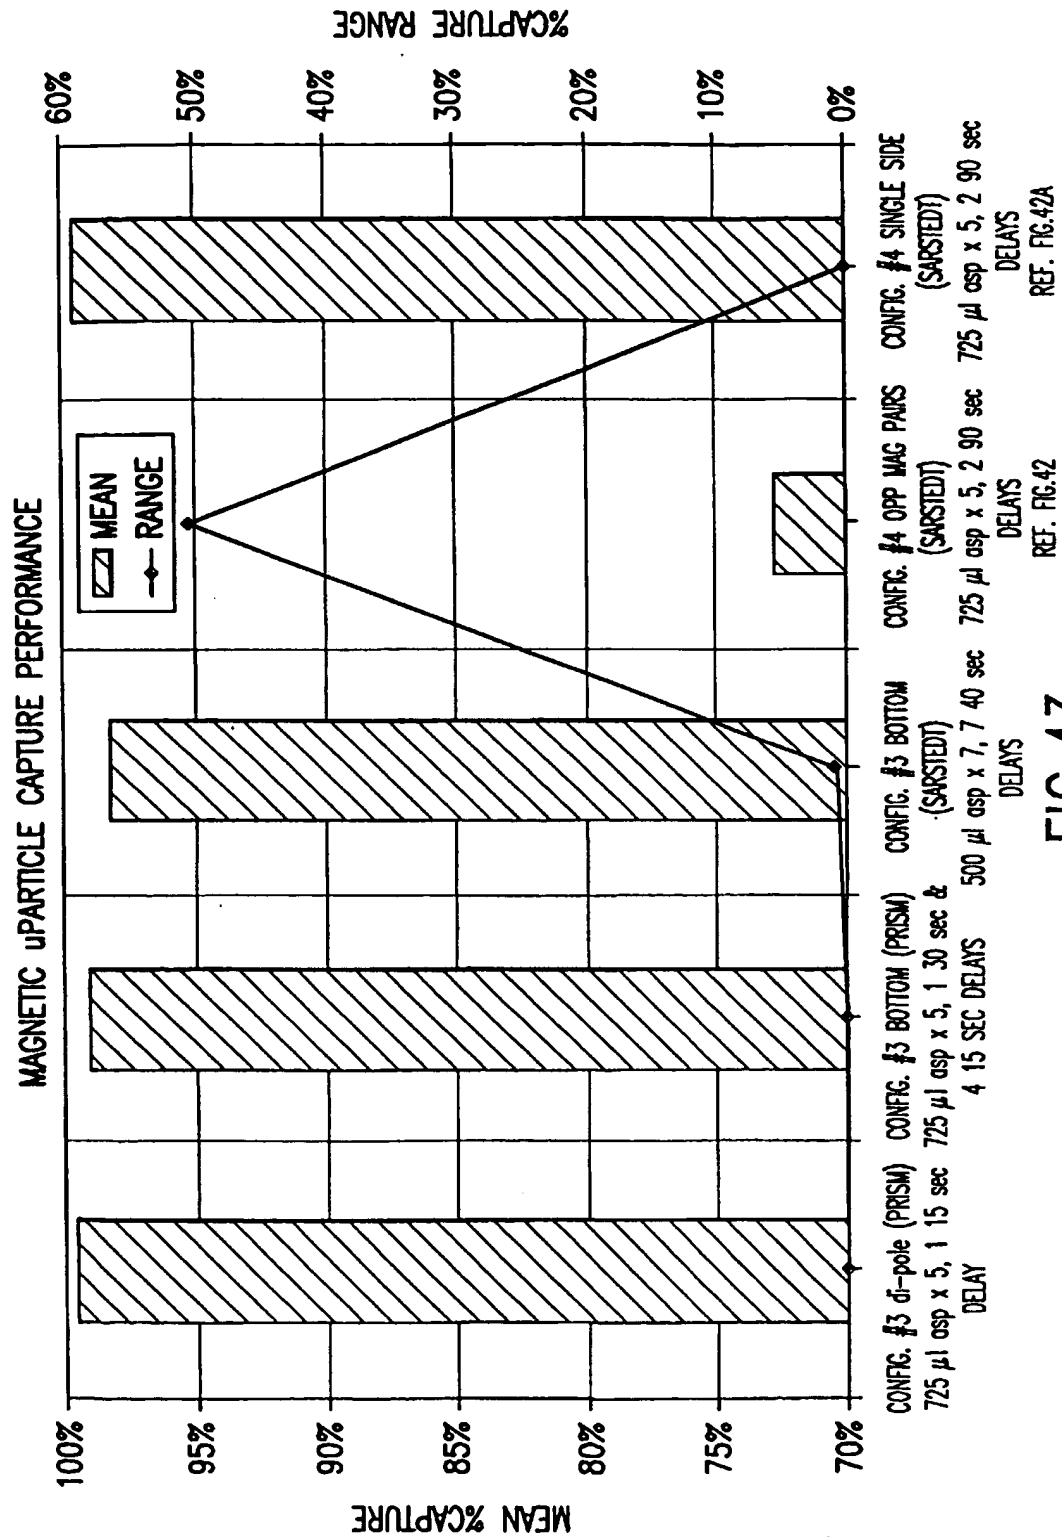 MAGNETIC uPARTICLE CAPTURE PERFORMANCE
MEAN %CAPTURE
100%
95%
90%
85%
80%
75%
70%
MEAN
RANGE
60%
50%
40%
30%
20%
10%
0%
%CAPTURE RANGE
CONFIG. #3 di-pole (PRISM)
725 µl asp x 5, 1 15 sec
DELAY
CONFIG. #3 BOTTOM (PRISM)
725 µl asp x 5, 1 30 sec &
4 15 SEC DELAYS
CONFIG. #3 BOTTOM
(SARSTEDT)
500 µl asp x 7, 7 40 sec
DELAYS
CONFIG. #4 OPP MAG PAIRS
(SARSTEDT)
725 µl asp x 5, 2 90 sec
DELAYS
REF. FIG.42
CONFIG. #4 SINGLE SIDE
(SARSTEDT)
725 µl asp x 5, 2 90 sec
DELAYS
REF. FIG.42A